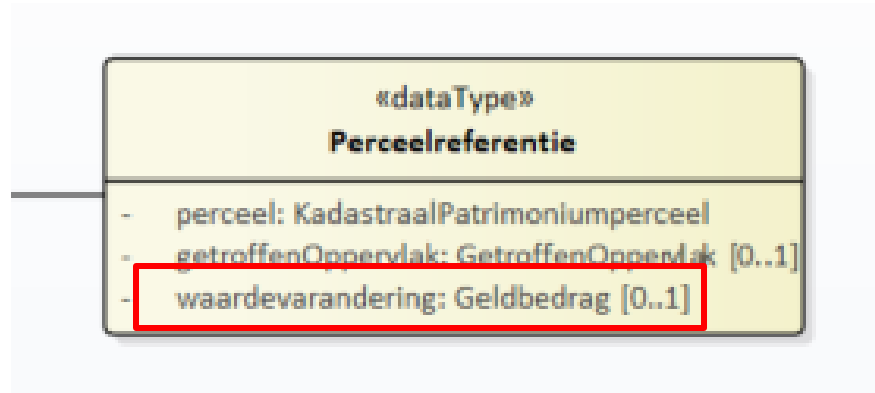 «dataType»
Perceelreferentie
- perceel: KadastraalPatrimoniumperceel
- getroffenOppervlak: GetroffenOppervlak [0..1]
- waardevarandering: Geldbedrag [0..1]